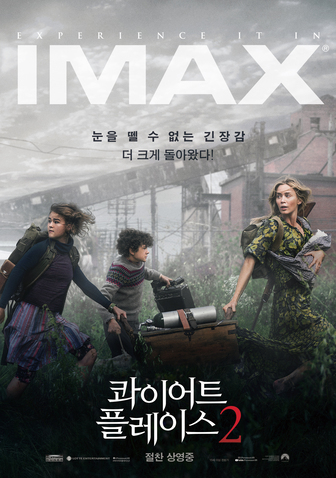 EXPERIENCE IT IN
IMAX®
눈을 뗄 수 없는 긴장감
더 크게 돌아왔다!
콰이어트
플레이스 2
절찬 상영중